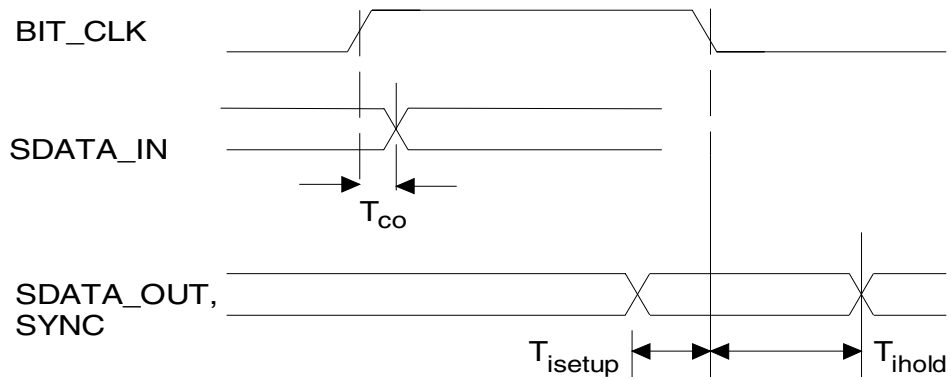 BIT_CLK
SDATA_IN
Tco
SDATA_OUT,
SYNC
Tisetup
Tihold